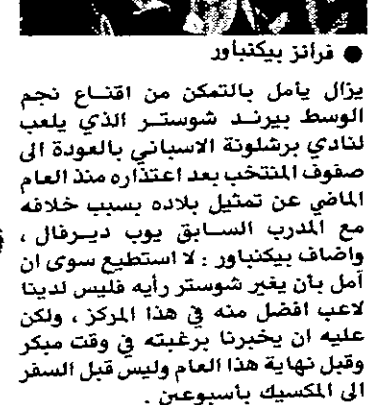 ● فرانز بيكنباور
يزال يأمل بالتمكن من اقناع نجم
الوسط بيرند شوستر الذي يلعب
لنادي برشلونة الاسباني بالعودة الى
صفوف المنتخب بعد اعتذاره منذ العام
الماضي عن تمثيل بلاده بسبب خلافه
مع المدرب السابق يوب ديرفال ،
واضاف بيكنباور : لا استطيع سوى ان
آمل بأن يغير شوستر رأيه فليس لدينا
لاعب افضل منه في هذا المركز ، ولكن
عليه ان يخبرنا برغبته في وقت مبكر
وقبل نهاية هذا العام وليس قبل السفر
الى المكسيك بأسبوعين .